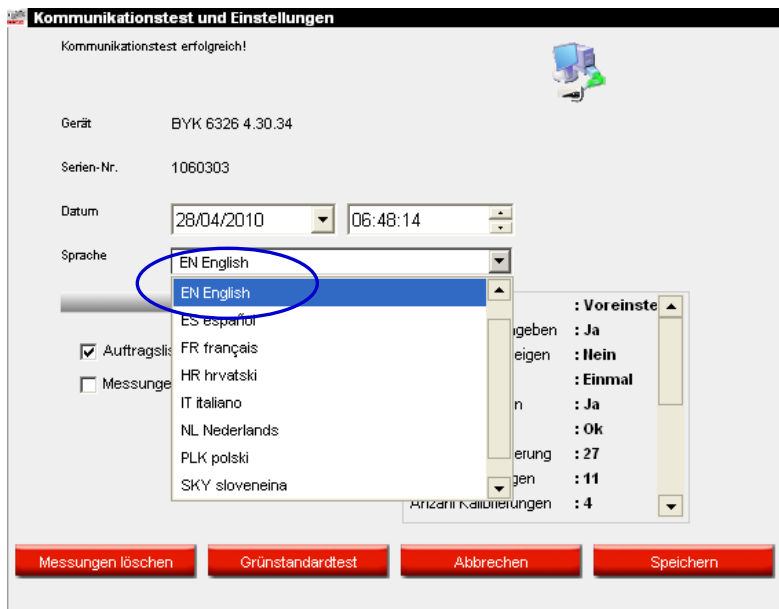 Kommunikationstest und Einstellungen
Kommunikationstest erfolgreich!
Gerät BYK 6326 4.30.34
Serien-Nr. 1060303
Datum 28/04/2010 06:48:14
Sprache EN English
EN English
: Voreinste
ES español
igeben : Ja
Auftragslis FR français eigen : Nein
HR hrvatski : Einmal
Messunge
IT italiano n : Ja
NL Nederlands : Ok
PLK polski erung : 27
SKY sloveneina gen : 11
Anzahl Kalibrierungen : 4
Messungen löschen Grünstandardtest Abbrechen Speichern